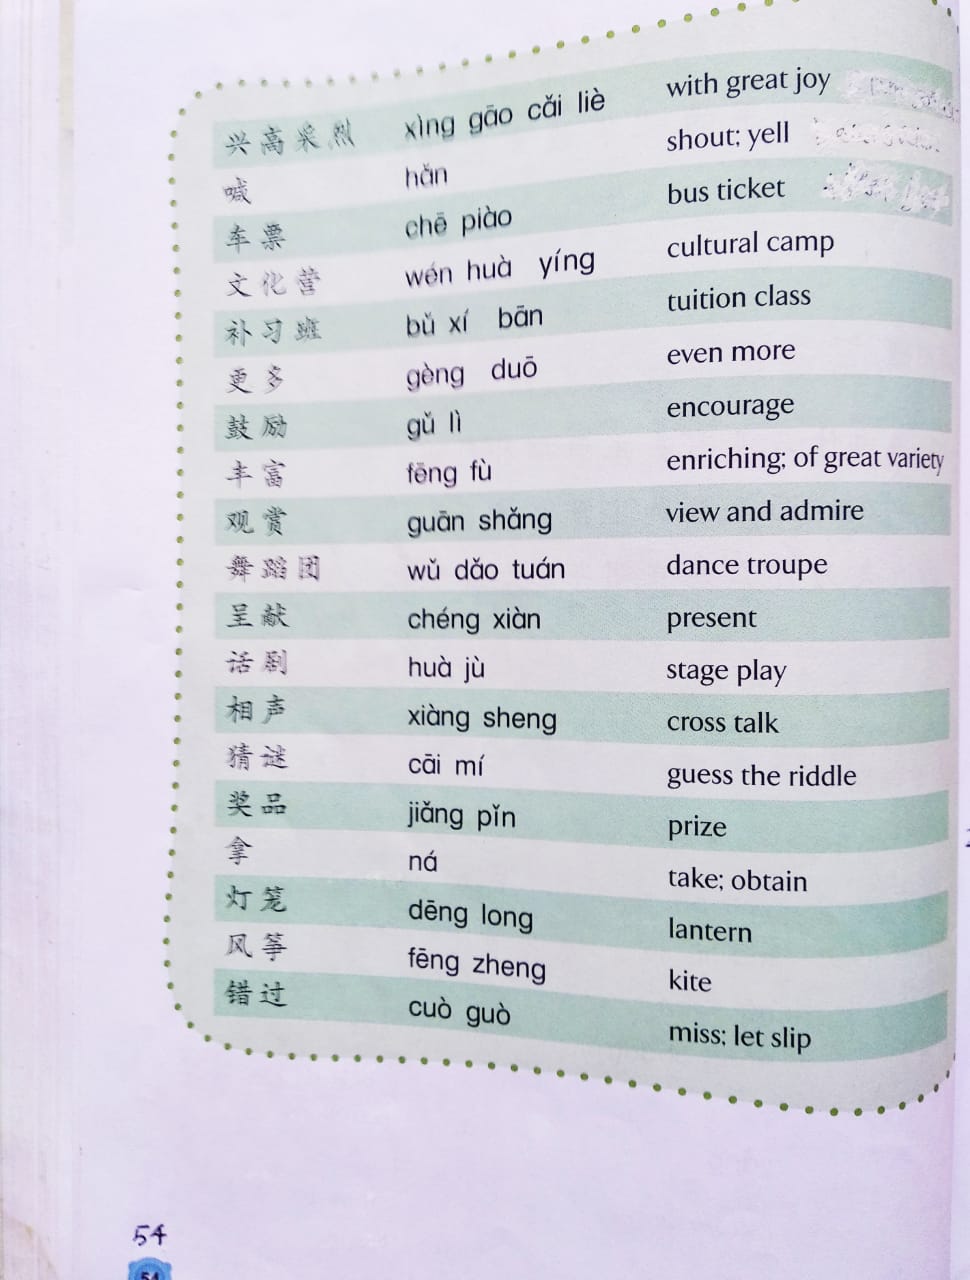 兴高采烈 xìng gāo cǎi liè with great joy
喊 hǎn shout; yell
车票 chē piào bus ticket
文化营 wén huà yíng cultural camp
补习班 bǔ xí bān tuition class
更多 gèng duō even more
鼓励 gǔ lì encourage
丰富 fēng fù enriching; of great variety
观赏 guān shǎng view and admire
舞蹈团 wǔ dǎo tuán dance troupe
呈献 chéng xiàn present
话剧 huà jù stage play
相声 xiàng sheng cross talk
猜谜 cāi mí guess the riddle
奖品 jiǎng pǐn prize
拿 ná take; obtain
灯笼 dēng long lantern
风筝 fēng zheng kite
错过 cuò guò miss; let slip
54
54